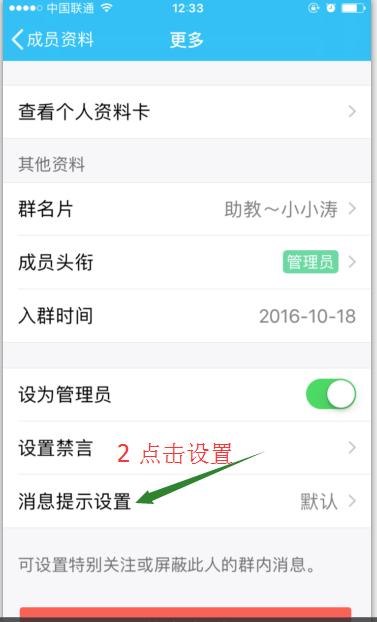 中国联通 12:33
成员资料 更多
查看个人资料卡
其他资料
群名片 助教～小小涛
成员头衔 管理员
入群时间 2016-10-18
设为管理员
设置禁言
2 点击设置
消息提示设置 默认
可设置特别关注或屏蔽此人的群内消息。